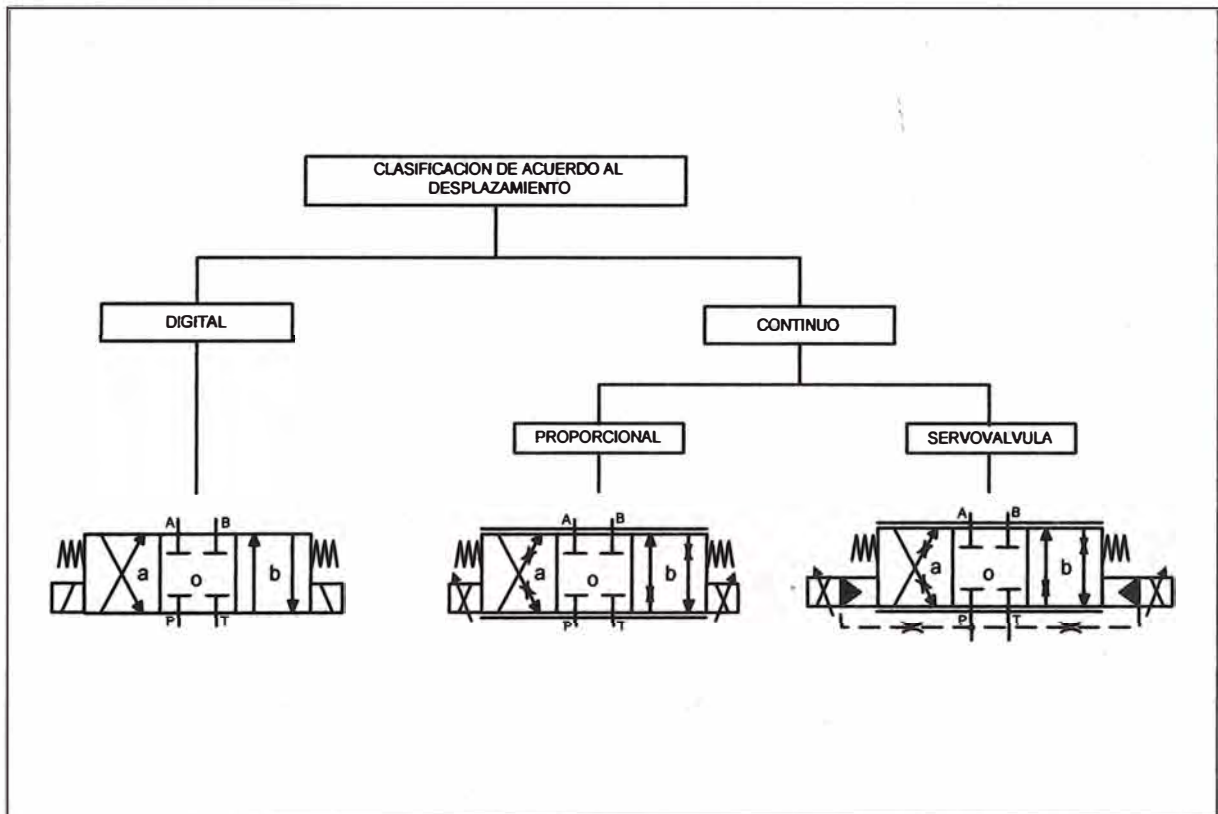 CLASIFICACION DE ACUERDO AL
DESPLAZAMIENTO
DIGITAL
CONTINUO
PROPORCIONAL
SERVOVALVULA
A B
a o b
P T
A B
a o b
P T
A B
a o b
P T